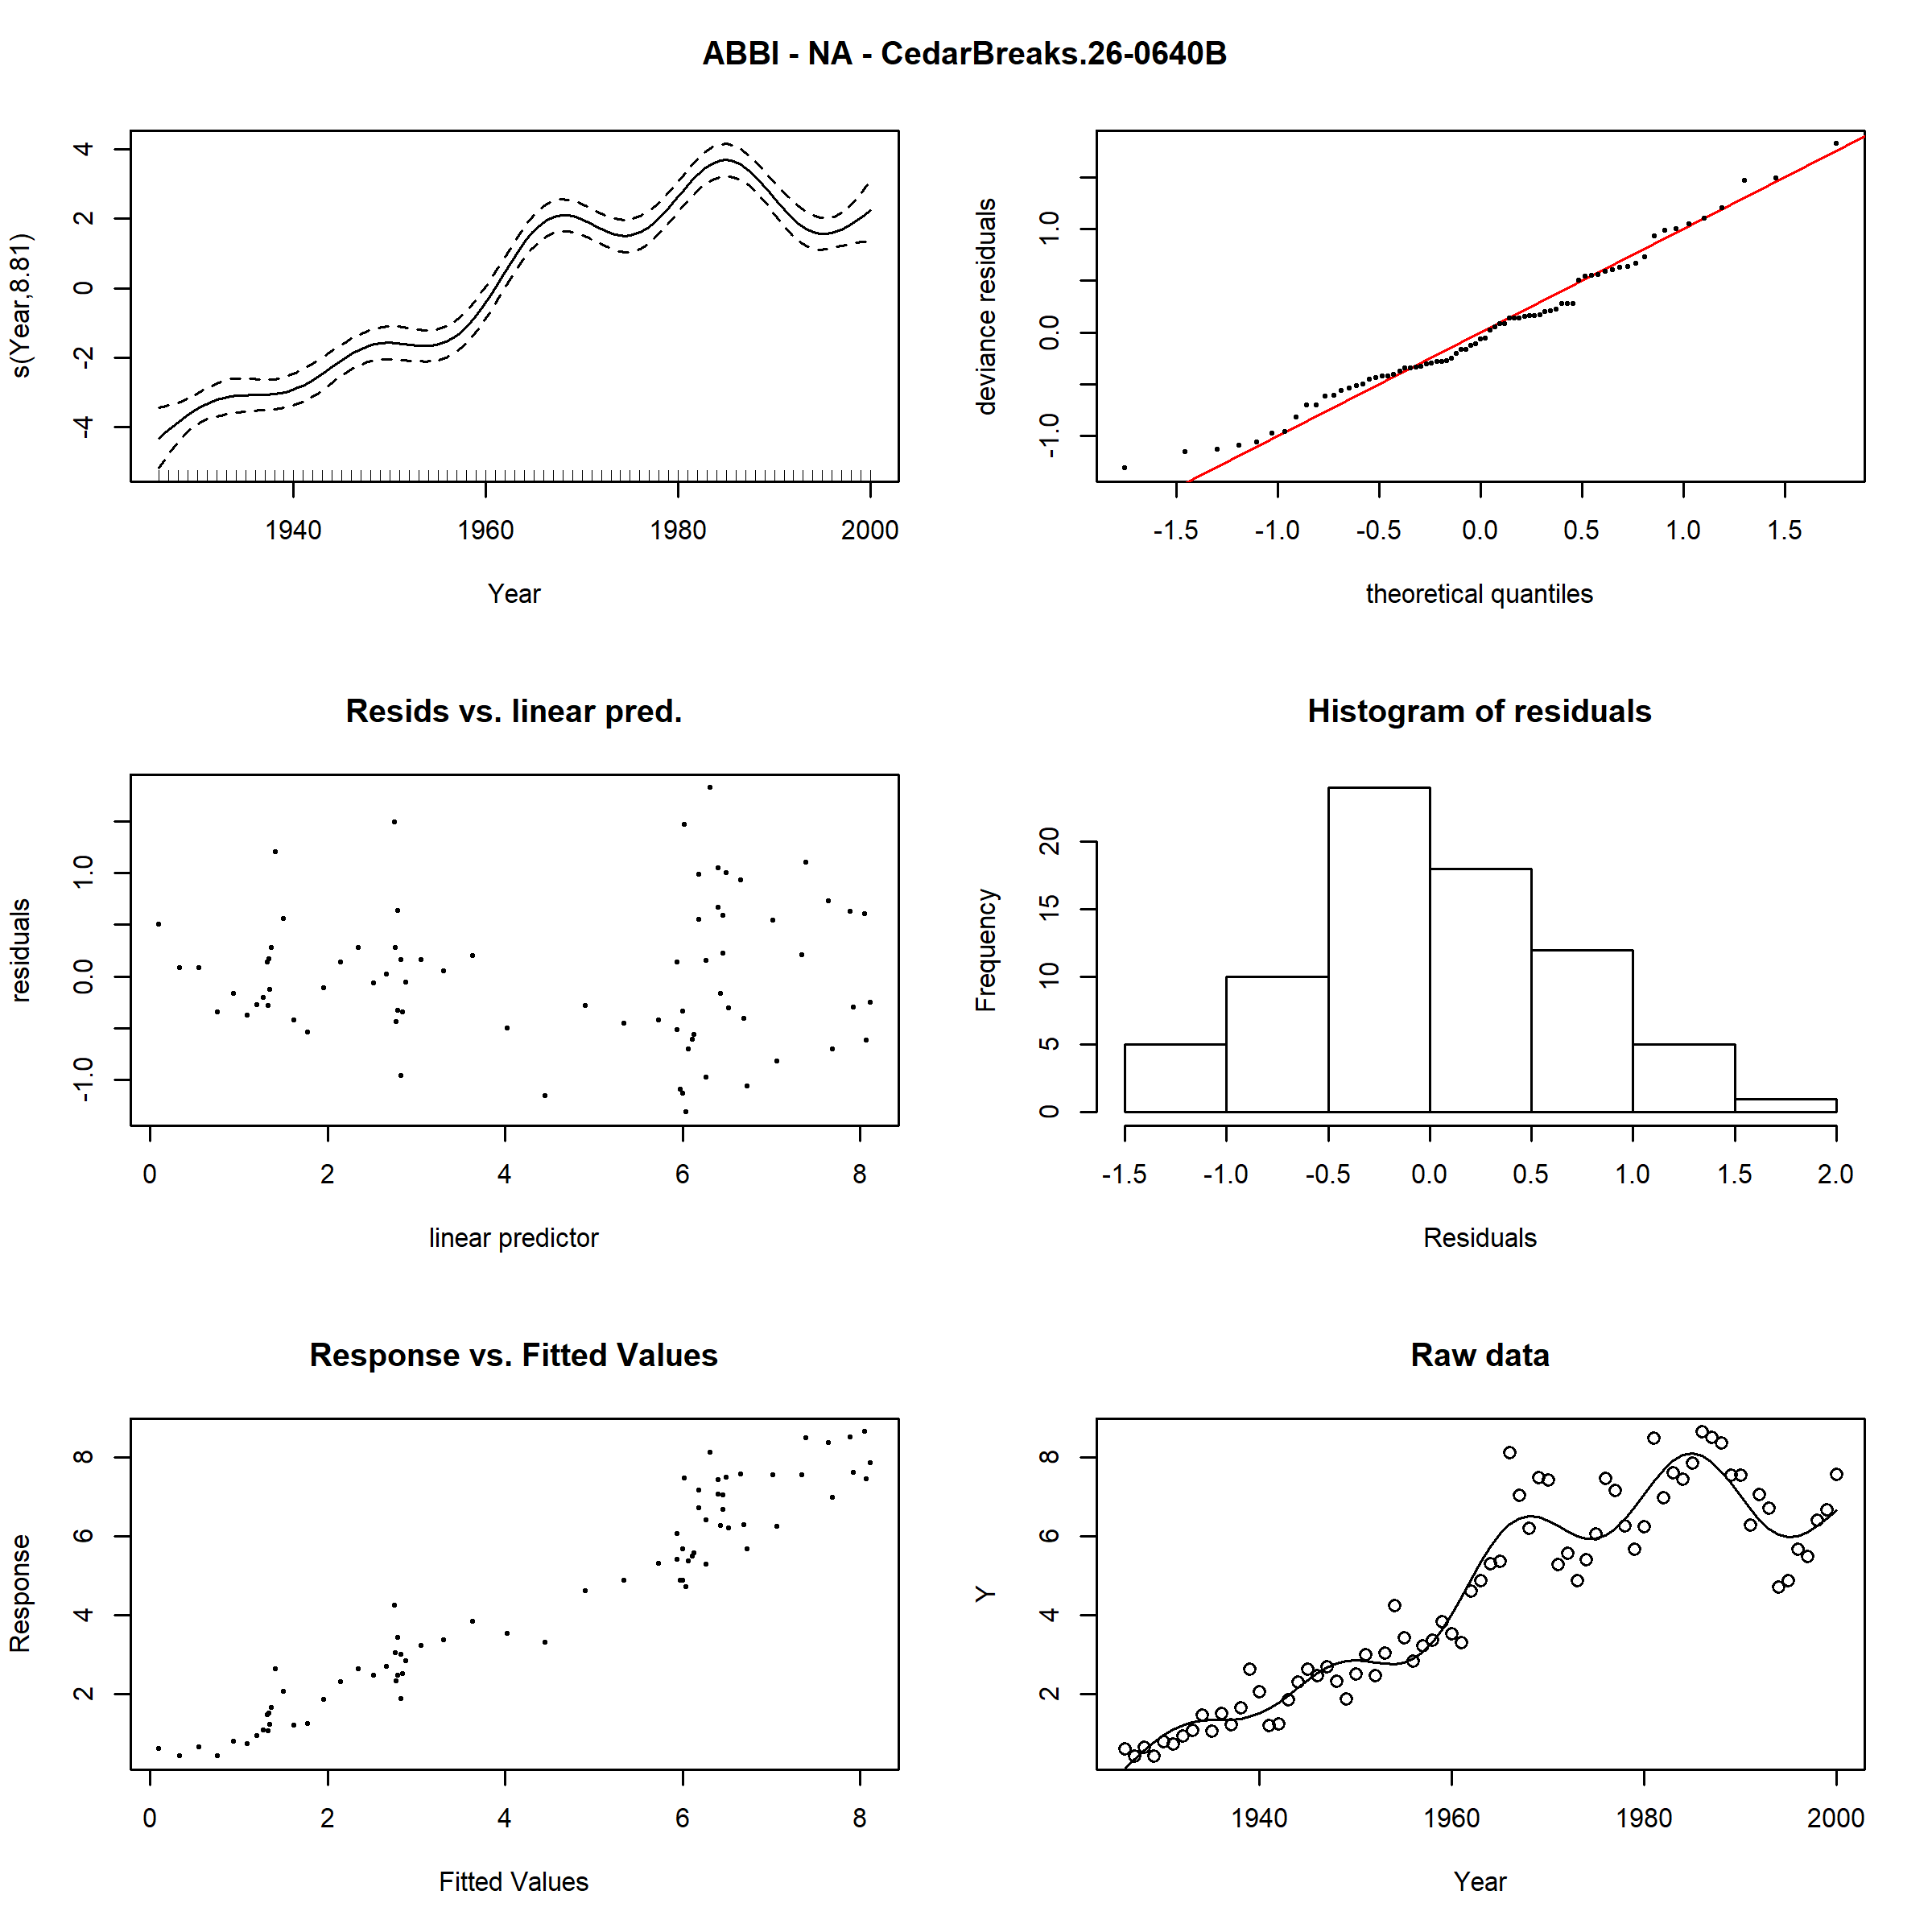 ABBI - NA - CedarBreaks.26-0640B
s(Year,8.81)
4
2
0
-2
-4
1940 1960 1980 2000
Year
deviance residuals
1.0
0.0
-1.0
-1.5 -1.0 -0.5 0.0 0.5 1.0 1.5
theoretical quantiles
Resids vs. linear pred.
residuals
1.0
0.0
-1.0
0 2 4 6 8
linear predictor
Histogram of residuals
Frequency
20
15
10
5
0
-1.5 -1.0 -0.5 0.0 0.5 1.0 1.5 2.0
Residuals
Response vs. Fitted Values
Response
8
6
4
2
0 2 4 6 8
Fitted Values
Raw data
Y
8
6
4
2
1940 1960 1980 2000
Year